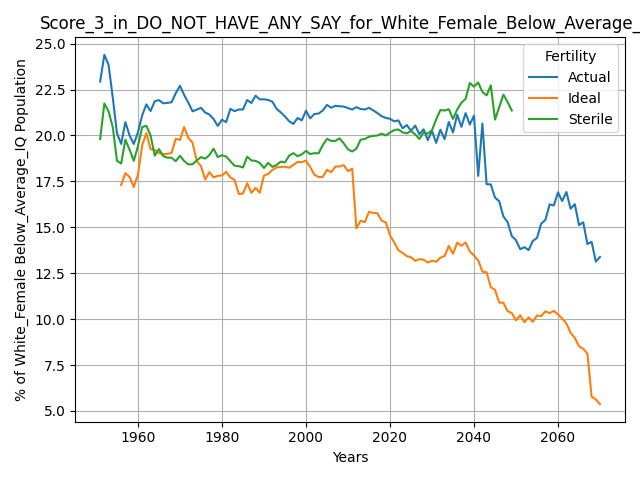 Score_3_in_DO_NOT_HAVE_ANY_SAY_for_White_Female_Below_Average_
25.0
22.5
20.0
17.5
15.0
12.5
10.0
7.5
5.0
% of White_Female Below_Average_IQ Population
Fertility
Actual
Ideal
Sterile
1960
1980
2000
2020
2040
2060
Years